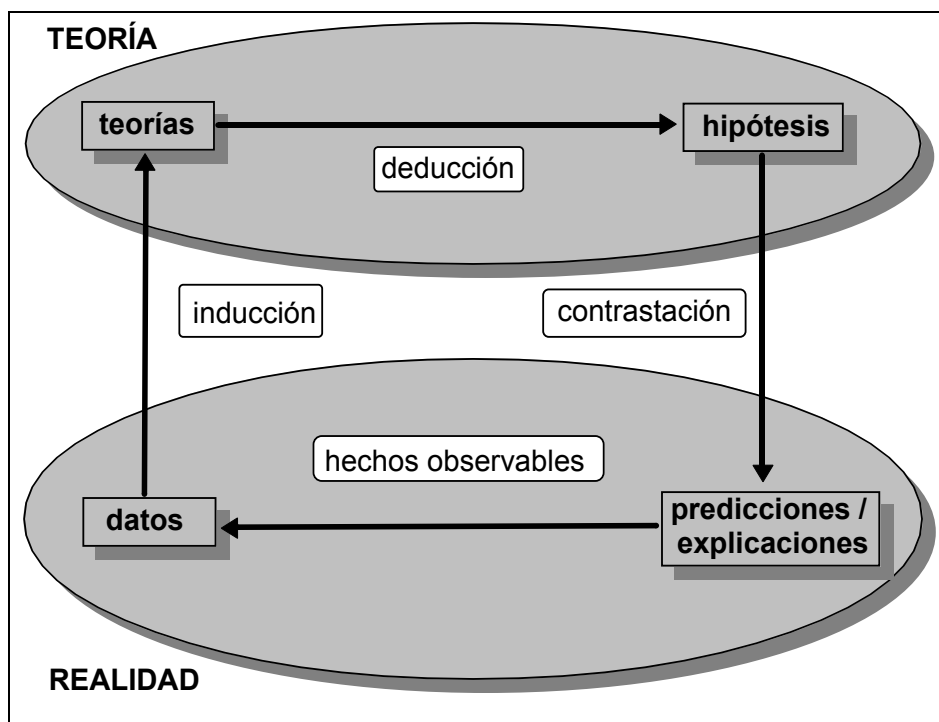 TEORÍA
teorías
hipótesis
deducción
inducción
contrastación
hechos observables
datos
predicciones /
explicaciones
REALIDAD